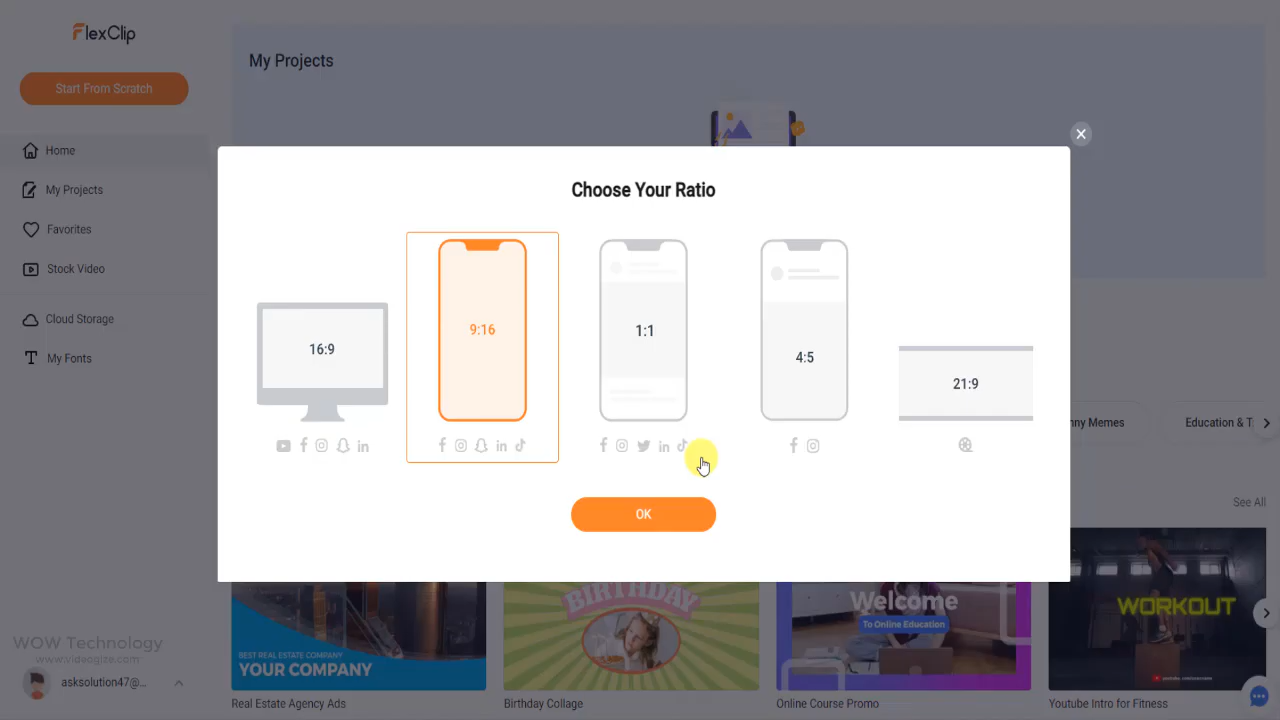 FlexClip
Start From Scratch
Home
My Projects
Favorites
Stock Video
Cloud Storage
My Fonts
WOW Technology
www.videoglite.com
asksolution47@...
My Projects
Choose Your Ratio
16:9
9:16
1:1
4:5
21:9
OK
nny Memes
Education & T
See All
BEST REAL ESTATE COMPANY
YOUR COMPANY
BIRTHDAY
Welcome
To Online Education
WORKOUT
Real Estate Agency Ads
Birthday Collage
Online Course Promo
Youtube Intro for Fitness